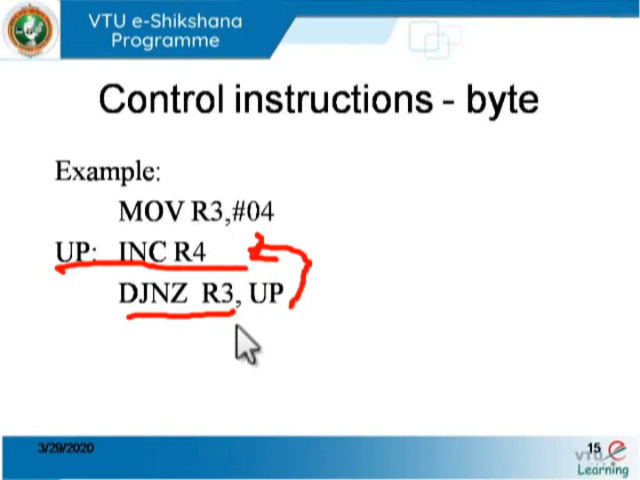 VTU e-Shikshana
Programme
Control instructions - byte
Example:
MOV R3,#04
UP: INC R4
DJNZ R3, UP
3/29/2020
15
VTU e
Learning